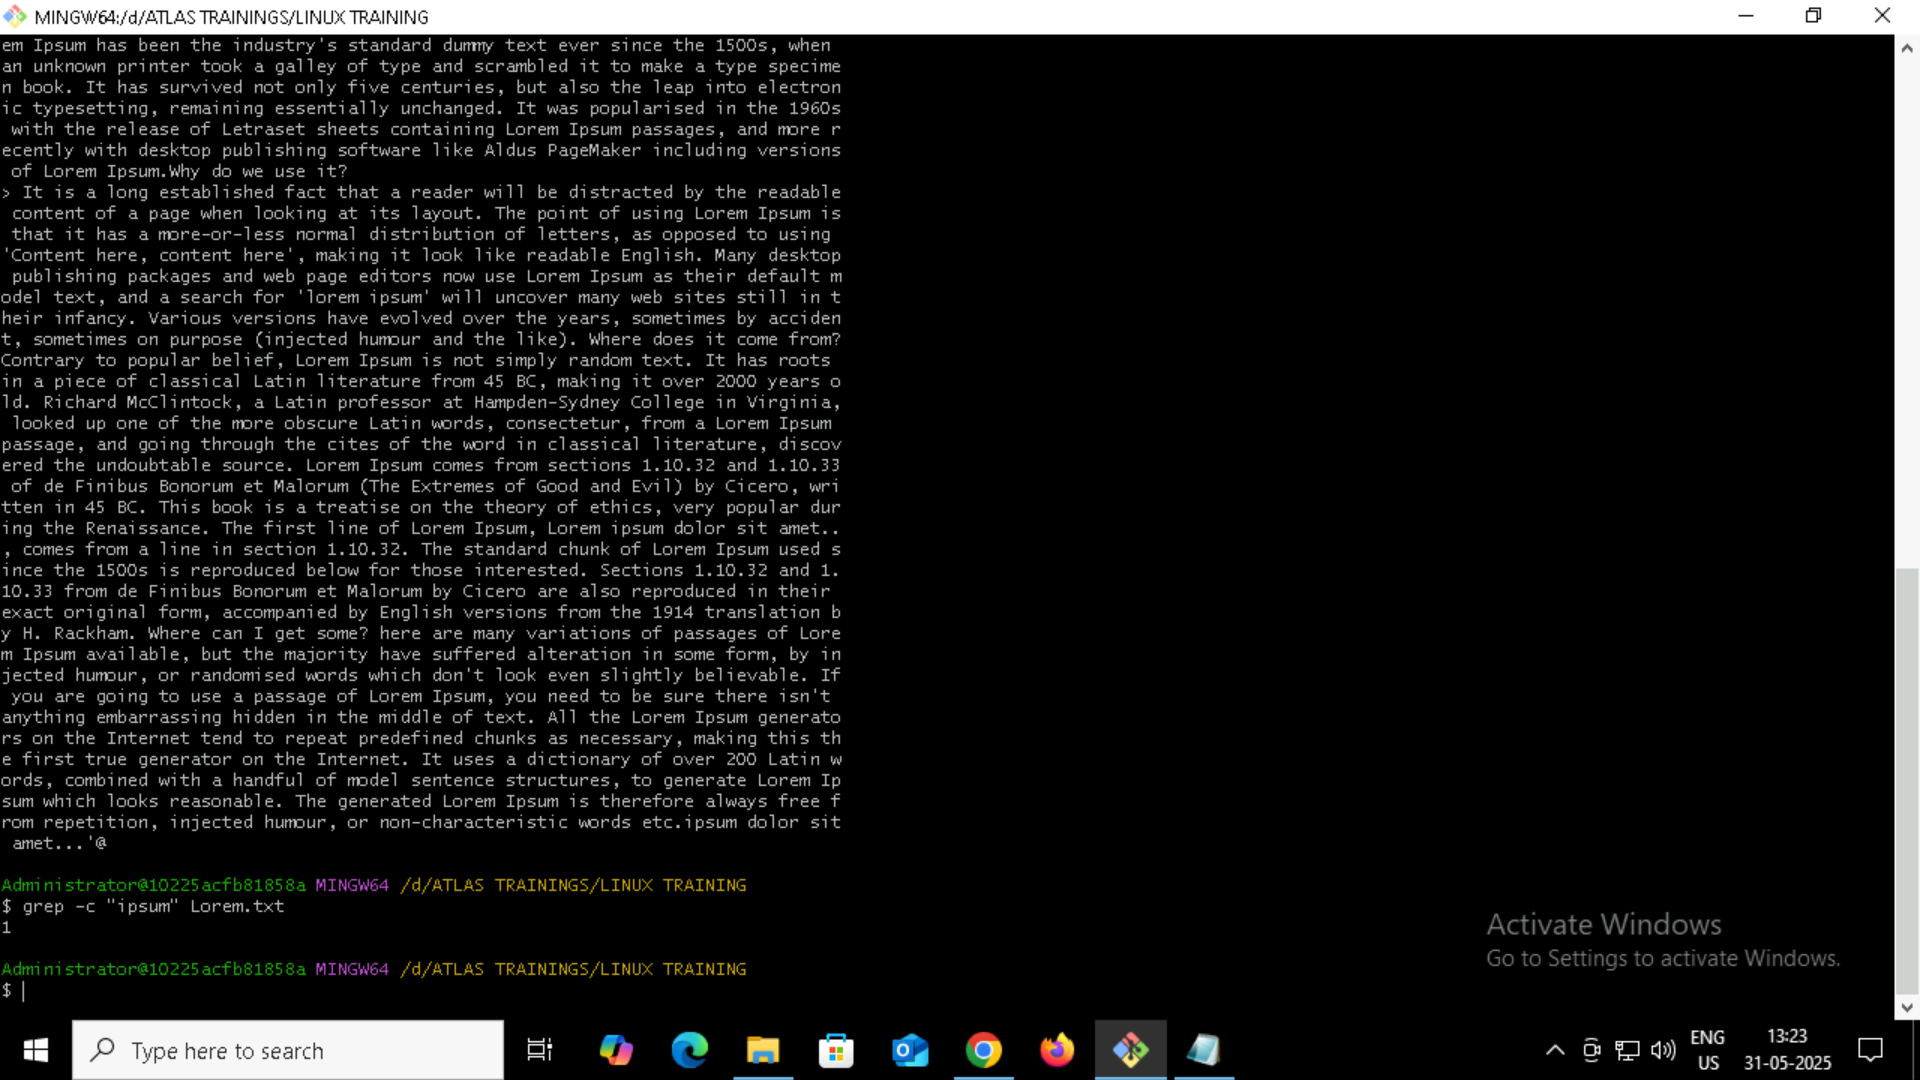 MINGW64:/d/ATLAS TRAININGS/LINUX TRAINING
em Ipsum has been the industry's standard dummy text ever since the 1500s, when
an unknown printer took a galley of type and scrambled it to make a type specime
n book. It has survived not only five centuries, but also the leap into electron
ic typesetting, remaining essentially unchanged. It was popularised in the 1960s
 with the release of Letraset sheets containing Lorem Ipsum passages, and more r
ecently with desktop publishing software like Aldus PageMaker including versions
 of Lorem Ipsum.Why do we use it?
> It is a long established fact that a reader will be distracted by the readable
 content of a page when looking at its layout. The point of using Lorem Ipsum is
 that it has a more-or-less normal distribution of letters, as opposed to using
'Content here, content here', making it look like readable English. Many desktop
 publishing packages and web page editors now use Lorem Ipsum as their default m
odel text, and a search for 'lorem ipsum' will uncover many web sites still in t
heir infancy. Various versions have evolved over the years, sometimes by acciden
t, sometimes on purpose (injected humour and the like). Where does it come from?
Contrary to popular belief, Lorem Ipsum is not simply random text. It has roots
in a piece of classical Latin literature from 45 BC, making it over 2000 years o
ld. Richard McClintock, a Latin professor at Hampden-Sydney College in Virginia,
 looked up one of the more obscure Latin words, consectetur, from a Lorem Ipsum
passage, and going through the cites of the word in classical literature, discov
ered the undoubtable source. Lorem Ipsum comes from sections 1.10.32 and 1.10.33
 of de Finibus Bonorum et Malorum (The Extremes of Good and Evil) by Cicero, wri
tten in 45 BC. This book is a treatise on the theory of ethics, very popular dur
ing the Renaissance. The first line of Lorem Ipsum, Lorem ipsum dolor sit amet..
, comes from a line in section 1.10.32. The standard chunk of Lorem Ipsum used s
ince the 1500s is reproduced below for those interested. Sections 1.10.32 and 1.
10.33 from de Finibus Bonorum et Malorum by Cicero are also reproduced in their
exact original form, accompanied by English versions from the 1914 translation b
y H. Rackham. Where can I get some? here are many variations of passages of Lore
m Ipsum available, but the majority have suffered alteration in some form, by in
jected humour, or randomised words which don't look even slightly believable. If
 you are going to use a passage of Lorem Ipsum, you need to be sure there isn't
anything embarrassing hidden in the middle of text. All the Lorem Ipsum generato
rs on the Internet tend to repeat predefined chunks as necessary, making this th
e first true generator on the Internet. It uses a dictionary of over 200 Latin w
ords, combined with a handful of model sentence structures, to generate Lorem Ip
sum which looks reasonable. The generated Lorem Ipsum is therefore always free f
rom repetition, injected humour, or non-characteristic words etc.ipsum dolor sit
 amet...'@
Administrator@10225acfb81858a MINGW64 /d/ATLAS TRAININGS/LINUX TRAINING
$ grep -c "ipsum" Lorem.txt
1
Administrator@10225acfb81858a MINGW64 /d/ATLAS TRAININGS/LINUX TRAINING
$
Activate Windows
Go to Settings to activate Windows.
Type here to search
ENG
US
13:23
31-05-2025